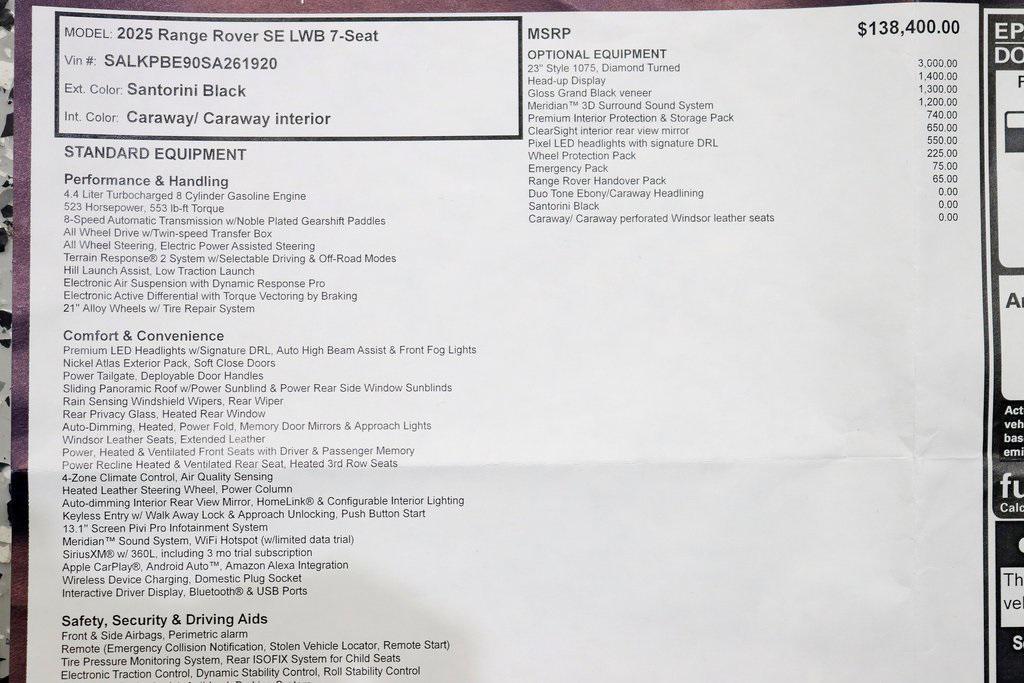 MODEL: 2025 Range Rover SE LWB 7-Seat
Vin #: SALKPBE90SA261920
Ext. Color: Santorini Black
Int. Color: Caraway/ Caraway interior
STANDARD EQUIPMENT
Performance & Handling
4.4 Liter Turbocharged 8 Cylinder Gasoline Engine
523 Horsepower, 553 lb-ft Torque
8-Speed Automatic Transmission w/Noble Plated Gearshift Paddles
All Wheel Drive w/Twin-speed Transfer Box
All Wheel Steering, Electric Power Assisted Steering
Terrain Response® 2 System w/Selectable Driving & Off-Road Modes
Hill Launch Assist, Low Traction Launch
Electronic Air Suspension with Dynamic Response Pro
Electronic Active Differential with Torque Vectoring by Braking
21" Alloy Wheels w/ Tire Repair System
Comfort & Convenience
Premium LED Headlights w/Signature DRL, Auto High Beam Assist & Front Fog Lights
Nickel Atlas Exterior Pack, Soft Close Doors
Power Tailgate, Deployable Door Handles
Sliding Panoramic Roof w/Power Sunblind & Power Rear Side Window Sunblinds
Rain Sensing Windshield Wipers, Rear Wiper
Rear Privacy Glass, Heated Rear Window
Auto-Dimming, Heated, Power Fold, Memory Door Mirrors & Approach Lights
Windsor Leather Seats, Extended Leather
Power, Heated & Ventilated Front Seats with Driver & Passenger Memory
Power Recline Heated & Ventilated Rear Seat, Heated 3rd Row Seats
4-Zone Climate Control, Air Quality Sensing
Heated Leather Steering Wheel, Power Column
Auto-dimming Interior Rear View Mirror, HomeLink® & Configurable Interior Lighting
Keyless Entry w/ Walk Away Lock & Approach Unlocking, Push Button Start
13.1" Screen Pivi Pro Infotainment System
Meridian™ Sound System, WiFi Hotspot (w/limited data trial)
SiriusXM® w/ 360L, including 3 mo trial subscription
Apple CarPlay®, Android Auto™, Amazon Alexa Integration
Wireless Device Charging, Domestic Plug Socket
Interactive Driver Display, Bluetooth® & USB Ports
Safety, Security & Driving Aids
Front & Side Airbags, Perimetric alarm
Remote (Emergency Collision Notification, Stolen Vehicle Locator, Remote Start)
Tire Pressure Monitoring System, Rear ISOFIX System for Child Seats
Electronic Traction Control, Dynamic Stability Control, Roll Stability Control
MSRP $138,400.00
OPTIONAL EQUIPMENT
23" Style 1075, Diamond Turned 3,000.00
Head-up Display 1,400.00
Gloss Grand Black veneer 1,300.00
Meridian™ 3D Surround Sound System 1,200.00
Premium Interior Protection & Storage Pack 740.00
ClearSight interior rear view mirror 650.00
Pixel LED headlights with signature DRL 550.00
Wheel Protection Pack 225.00
Emergency Pack 75.00
Range Rover Handover Pack 65.00
Duo Tone Ebony/Caraway Headlining 0.00
Santorini Black 0.00
Caraway/ Caraway perforated Windsor leather seats 0.00
EP
DO
F
Ar
Act
veh
bas
emi
fu
Calc
Th
vel
S